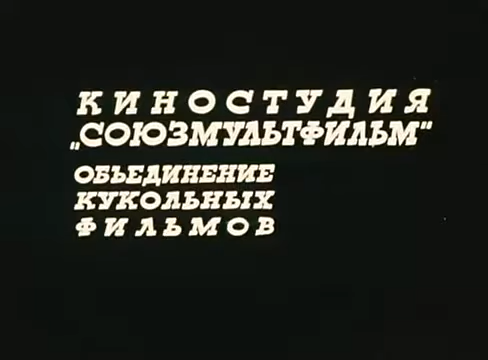 КИНОСТУДИЯ
„СОЮЗМУЛЬТФИЛЬМ"
ОБЪЕДИНЕНИЕ
КУКОЛЬНЫХ
ФИЛЬМОВ